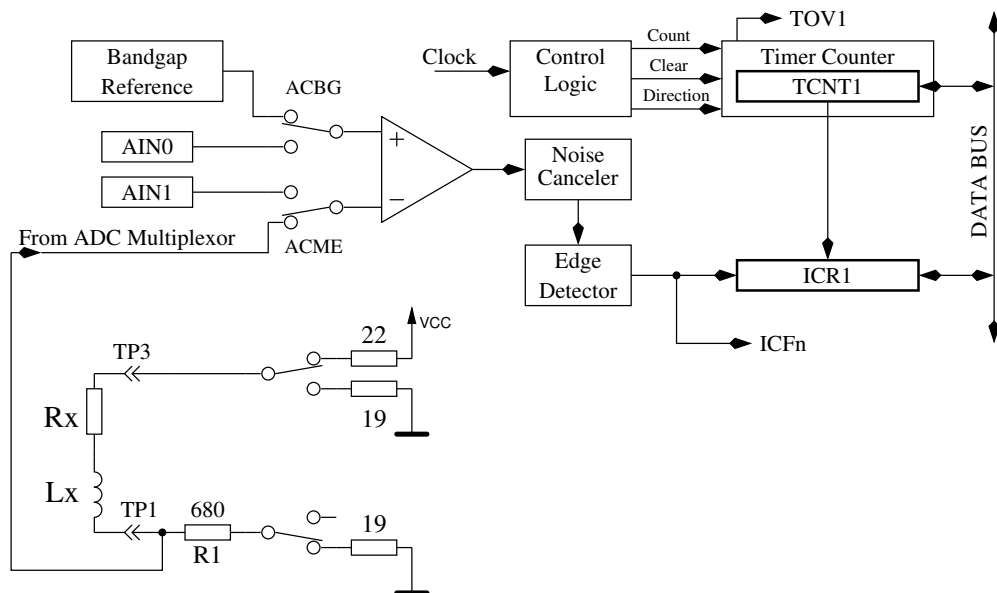 TOV1
Bandgap
Reference
ACBG
Clock
Control
Logic
Count
Clear
Direction
Timer Counter
TCNT1
AIN0
AIN1
+
−
Noise
Canceler
DATA BUS
From ADC Multiplexor
ACME
Edge
Detector
ICR1
ICFn
VCC
22
TP3
19
Rx
Lx
TP1
680
R1
19